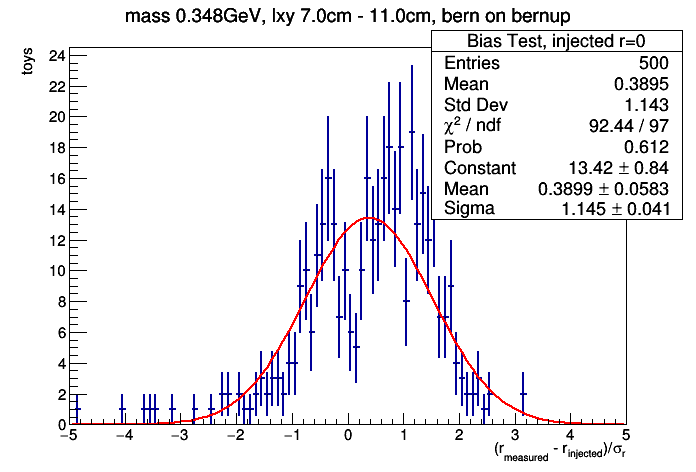 mass 0.348GeV, lxy 7.0cm - 11.0cm, bern on bernup
Bias Test, injected r=0
Entries 500
Mean 0.3895
Std Dev 1.143
χ² / ndf 92.44 / 97
Prob 0.612
Constant 13.42 ± 0.84
Mean 0.3899 ± 0.0583
Sigma 1.145 ± 0.041
toys
24
22
20
18
16
14
12
10
8
6
4
2
0
−5 −4 −3 −2 −1 0 1 2 3 4 5
(r_measured - r_injected)/σ_r